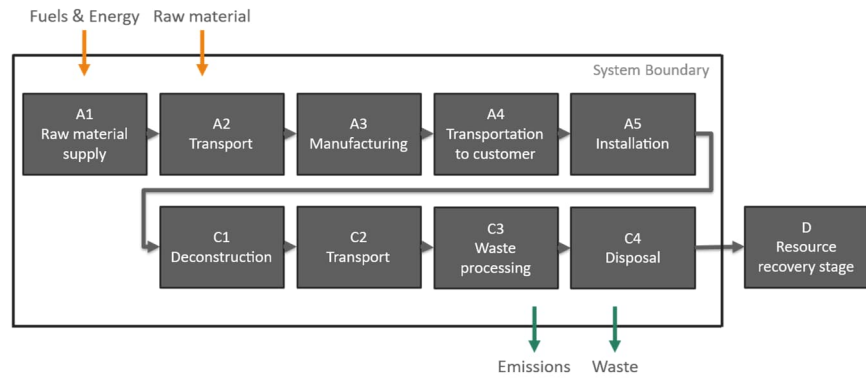 Fuels & Energy
Raw material
System Boundary
A1
Raw material
supply
A2
Transport
A3
Manufacturing
A4
Transportation
to customer
A5
Installation
C1
Deconstruction
C2
Transport
C3
Waste
processing
C4
Disposal
D
Resource
recovery stage
Emissions
Waste